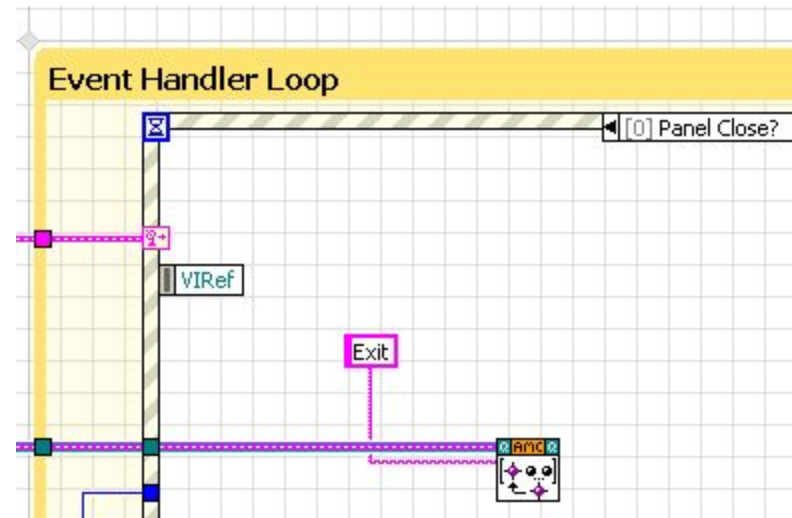 Event Handler Loop
[0] Panel Close?
VIRef
Exit
AMC